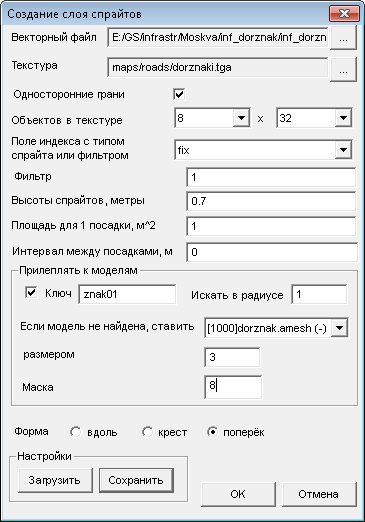 Создание слоя спрайтов
Векторный файл E:/GS/infrastr/Moskva/inf_dorznak/inf_dorzn ...
Текстура maps/roads/dorznaki.tga ...
Односторонние грани
Объектов в текстуре 8 x 32
Поле индекса с типом
спрайта или фильтром fix
Фильтр 1
Высоты спрайтов, метры 0.7
Площадь для 1 посадки, м^2 1
Интервал между посадками, м 0
Прилеплять к моделям
Ключ znak01 Искать в радиусе 1
Если модель не найдена, ставить [1000]dorznak.amesh (-)
размером 3
Маска 8
Форма вдоль крест поперёк
Настройки
Загрузить Сохранить
OK Отмена